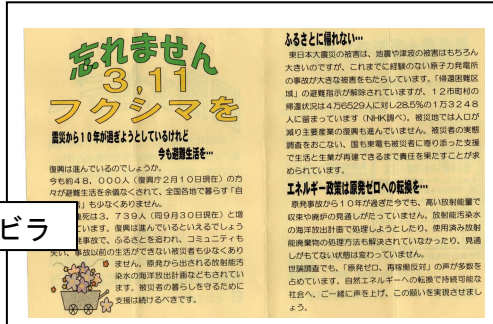 忘れません
3,11
フクシマを
震災から10年が過ぎようとしているけれど
今も避難生活を…
復興は進んでいるのでしょうか。
今も約48,000人（復興庁2月10日現在）の方
々が避難生活を余儀なくされて、全国各地で暮らす「自
も少なくありません。
死は3,739人（同9月30日現在）と増
ています。復興は進んでいるといえるでしょう
発事故で、ふるさとを追われ、コミュニティも
失い、事故以前の生活ができない被災者も少なくあり
ません。原発から出される放射能汚
染水の海洋放出計画などもされてい
ます。被災者の暮らしを守るために
支援は続けるべきです。
ビラ
ふるさとに帰れない…
東日本大震災の被害は、地震や津波の被害はもちろん
大きいのですが、これまでに経験のない原子力発電所
の事故が大きな被害をもたらしています。「帰還困難区
域」の避難指示が解除されていますが、12市町村の
帰還状況は4万6529人に対し28.5％の1万3248
人に留まっています（NHK調べ）。被災地では人口が
減り主要産業の復興も進んでいません。被災者の実態
調査をおこない、国も東電も被災者に寄り添った支援
で生活と生業が再建できるまで責任を果たすことが求
められています。
エネルギー政策は原発ゼロへの転換を…
原発事故から10年が過ぎた今でも、高い放射能量で
収束や廃炉の見通しがたっていません。放射能汚染水
の海洋放出計画で処理しようとしたり、使用済み放射
能廃棄物の処理方法も解決されていなかったり、見通
しがもてない状態は変わっていません。
世論調査でも、「原発ゼロ、再稼働反対」の声が多数を
占めています。自然エネルギーへの転換で持続可能な
社会へ、ご一緒に声を上げ、この願いを実現させまし
ょう。